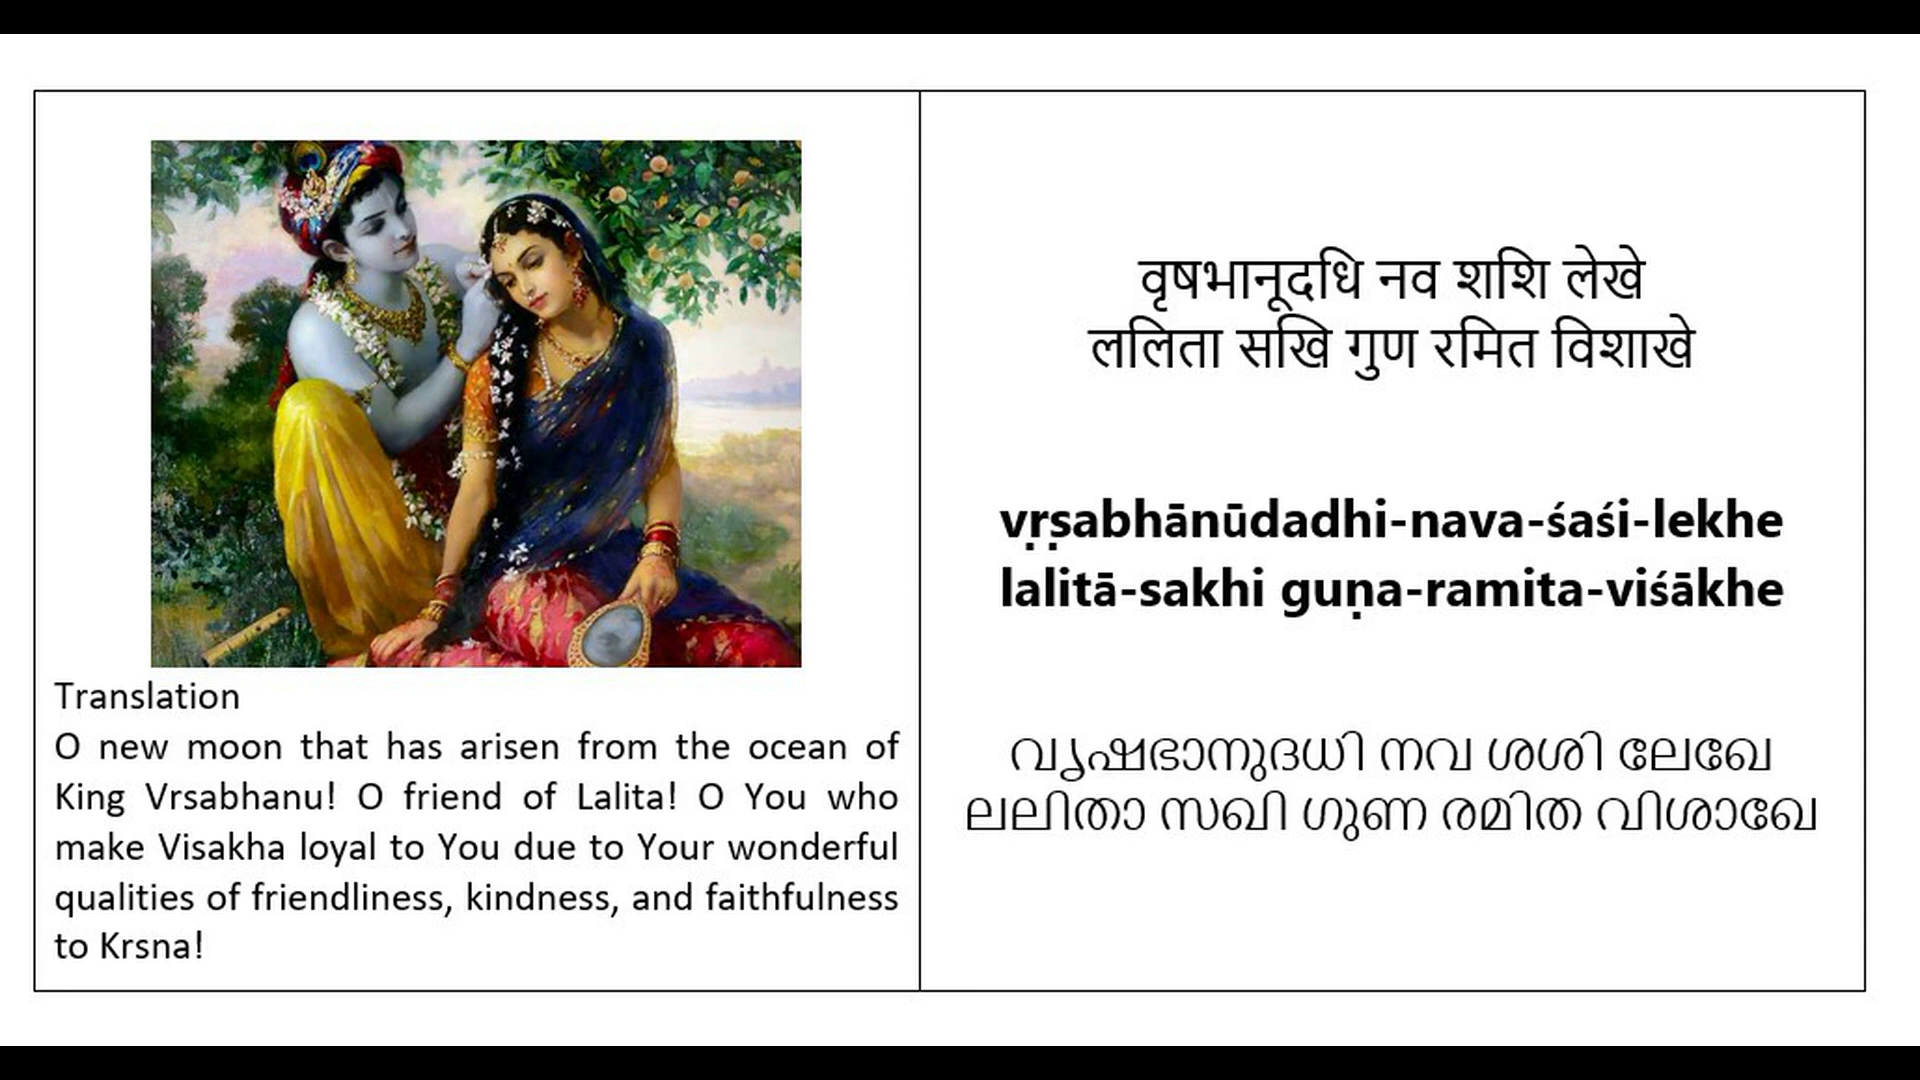 Translation
O new moon that has arisen from the ocean of
King Vrsabhanu! O friend of Lalita! O You who
make Visakha loyal to You due to Your wonderful
qualities of friendliness, kindness, and faithfulness
to Krsna!
वृषभानूदधि नव शशि लेखे
ललिता सखि गुण रमित विशाखे
vṛṣabhānūdadhi-nava-śaśi-lekhe
lalitā-sakhi guṇa-ramita-viśākhe
വൃഷഭാനുദധി നവ ശശി ലേഖേ
ലലിതാ സഖി ഗുണ രമിത വിശാഖേ